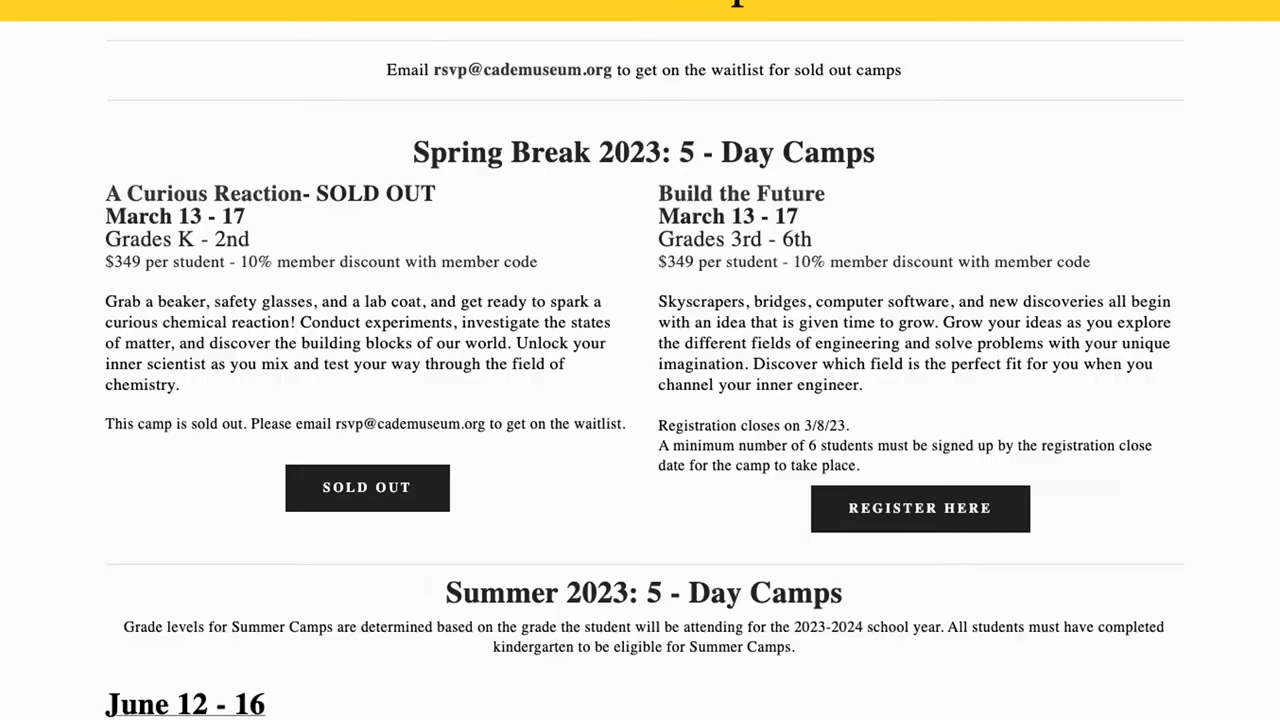 Email rsvp@cademuseum.org to get on the waitlist for sold out camps
Spring Break 2023: 5 - Day Camps
A Curious Reaction- SOLD OUT
March 13 - 17
Grades K - 2nd
$349 per student - 10% member discount with member code
Grab a beaker, safety glasses, and a lab coat, and get ready to spark a
curious chemical reaction! Conduct experiments, investigate the states
of matter, and discover the building blocks of our world. Unlock your
inner scientist as you mix and test your way through the field of
chemistry.
This camp is sold out. Please email rsvp@cademuseum.org to get on the waitlist.
SOLD OUT
Build the Future
March 13 - 17
Grades 3rd - 6th
$349 per student - 10% member discount with member code
Skyscrapers, bridges, computer software, and new discoveries all begin
with an idea that is given time to grow. Grow your ideas as you explore
the different fields of engineering and solve problems with your unique
imagination. Discover which field is the perfect fit for you when you
channel your inner engineer.
Registration closes on 3/8/23.
A minimum number of 6 students must be signed up by the registration close
date for the camp to take place.
REGISTER HERE
Summer 2023: 5 - Day Camps
Grade levels for Summer Camps are determined based on the grade the student will be attending for the 2023-2024 school year. All students must have completed
kindergarten to be eligible for Summer Camps.
June 12 - 16